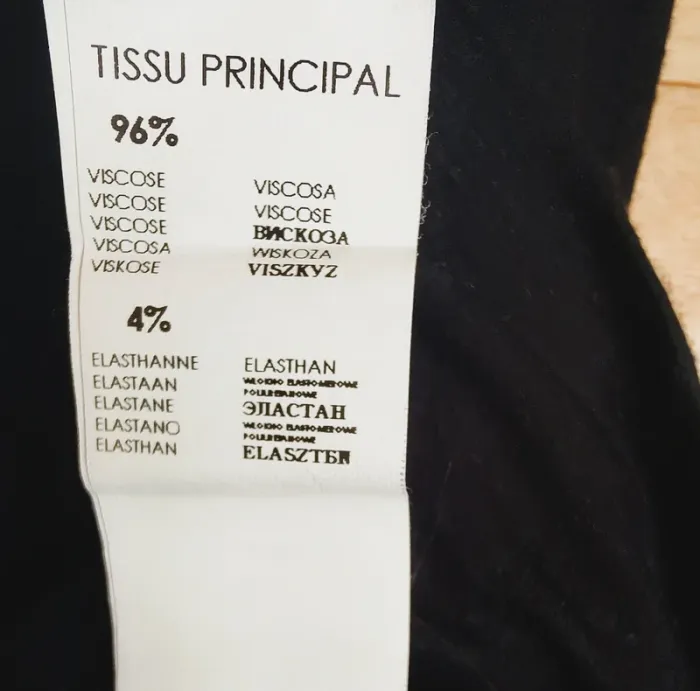 TISSU PRINCIPAL
96%
VISCOSE
VISCOSE
VISCOSE
VISCOSA
VISKOSE
VISCOSA
VISCOSE
ВИСКОЗА
WISKOZA
VISZKYZ
4%
ELASTHANNE
ELASTAAN
ELASTANE
ELASTANO
ELASTHAN
ELASTHAN
ЭЛАСТАН